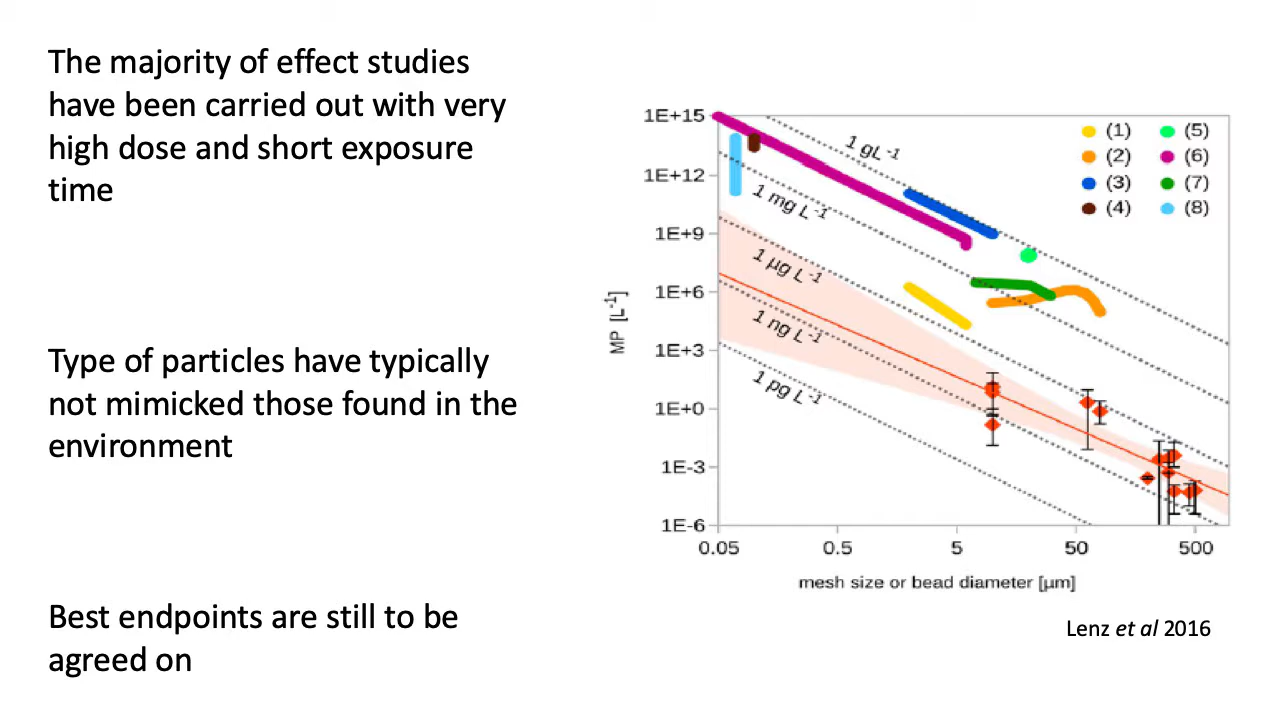 The majority of effect studies
have been carried out with very
high dose and short exposure
time
Type of particles have typically
not mimicked those found in the
environment
Best endpoints are still to be
agreed on
1E+15
1E+12
1E+9
1E+6
1E+3
1E+0
1E-3
1E-6
MP [L⁻¹]
1 gL⁻¹
1 mg L⁻¹
1 µg L⁻¹
1 ng L⁻¹
1 pg L⁻¹
(1) (5)
(2) (6)
(3) (7)
(4) (8)
0.05 0.5 5 50 500
mesh size or bead diameter [µm]
Lenz et al 2016